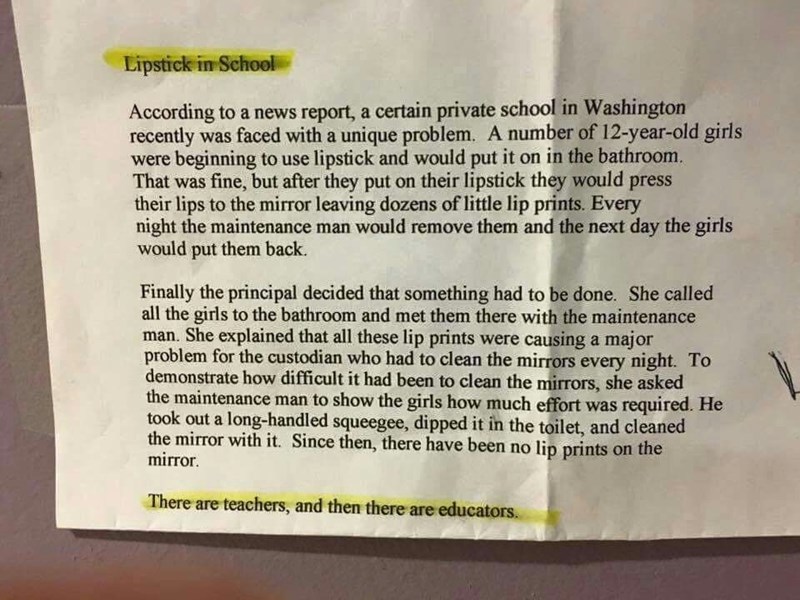 Lipstick in School
According to a news report, a certain private school in Washington
recently was faced with a unique problem. A number of 12-year-old girls
were beginning to use lipstick and would put it on in the bathroom.
That was fine, but after they put on their lipstick they would press
their lips to the mirror leaving dozens of little lip prints. Every
night the maintenance man would remove them and the next day the girls
would put them back.
Finally the principal decided that something had to be done. She called
all the girls to the bathroom and met them there with the maintenance
man. She explained that all these lip prints were causing a major
problem for the custodian who had to clean the mirrors every night. To
demonstrate how difficult it had been to clean the mirrors, she asked
the maintenance man to show the girls how much effort was required. He
took out a long-handled squeegee, dipped it in the toilet, and cleaned
the mirror with it. Since then, there have been no lip prints on the
mirror.
There are teachers, and then there are educators.